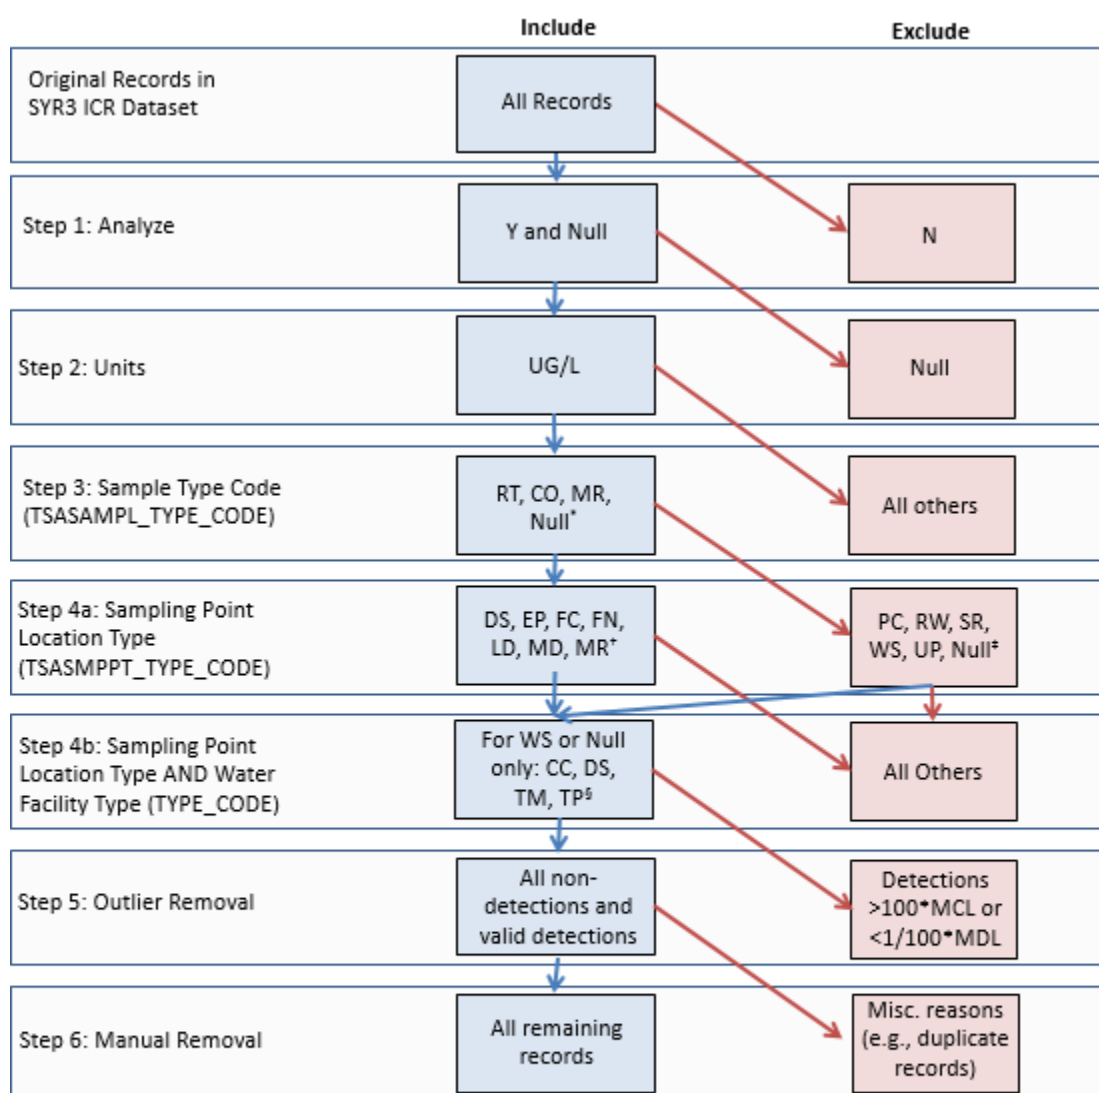 Include
Exclude
Original Records in
SYR3 ICR Dataset
All Records
Step 1: Analyze
Y and Null
N
Step 2: Units
UG/L
Null
Step 3: Sample Type Code
(TSASAMPL_TYPE_CODE)
RT, CO, MR,
Null*
All others
Step 4a: Sampling Point
Location Type
(TSASMPPT_TYPE_CODE)
DS, EP, FC, FN,
LD, MD, MR⁺
PC, RW, SR,
WS, UP, Null‡
Step 4b: Sampling Point
Location Type AND Water
Facility Type (TYPE_CODE)
For WS or Null
only: CC, DS,
TM, TP§
All Others
Step 5: Outlier Removal
All non-
detections and
valid detections
Detections
>100*MCL or
<1/100*MDL
Step 6: Manual Removal
All remaining
records
Misc. reasons
(e.g., duplicate
records)